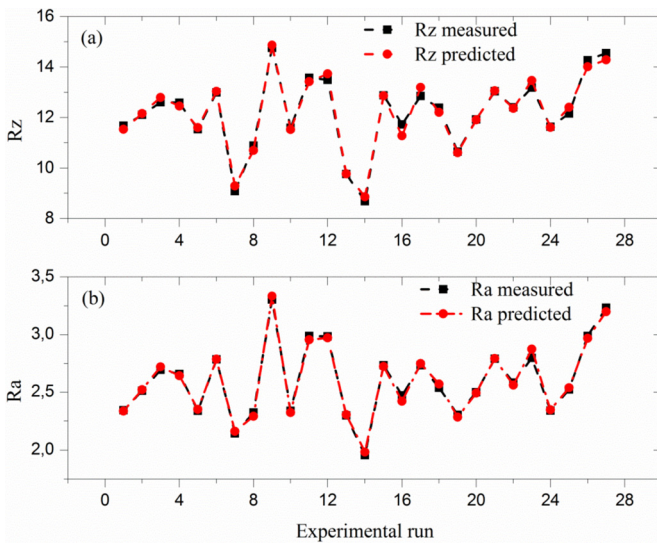 16
(a)
Rz measured
Rz predicted
14
12
10
8
Rz
0 4 8 12 16 20 24 28
3,5
(b)
Ra measured
Ra predicted
3,0
2,5
2,0
Ra
0 4 8 12 16 20 24 28
Experimental run